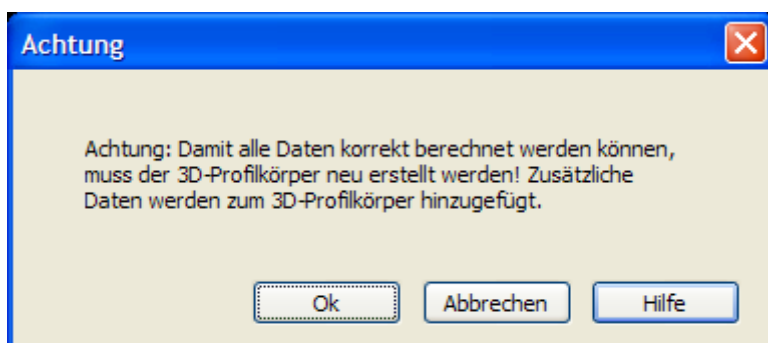 Achtung
Achtung: Damit alle Daten korrekt berechnet werden können,
muss der 3D-Profilkörper neu erstellt werden! Zusätzliche
Daten werden zum 3D-Profilkörper hinzugefügt.
Ok Abbrechen Hilfe